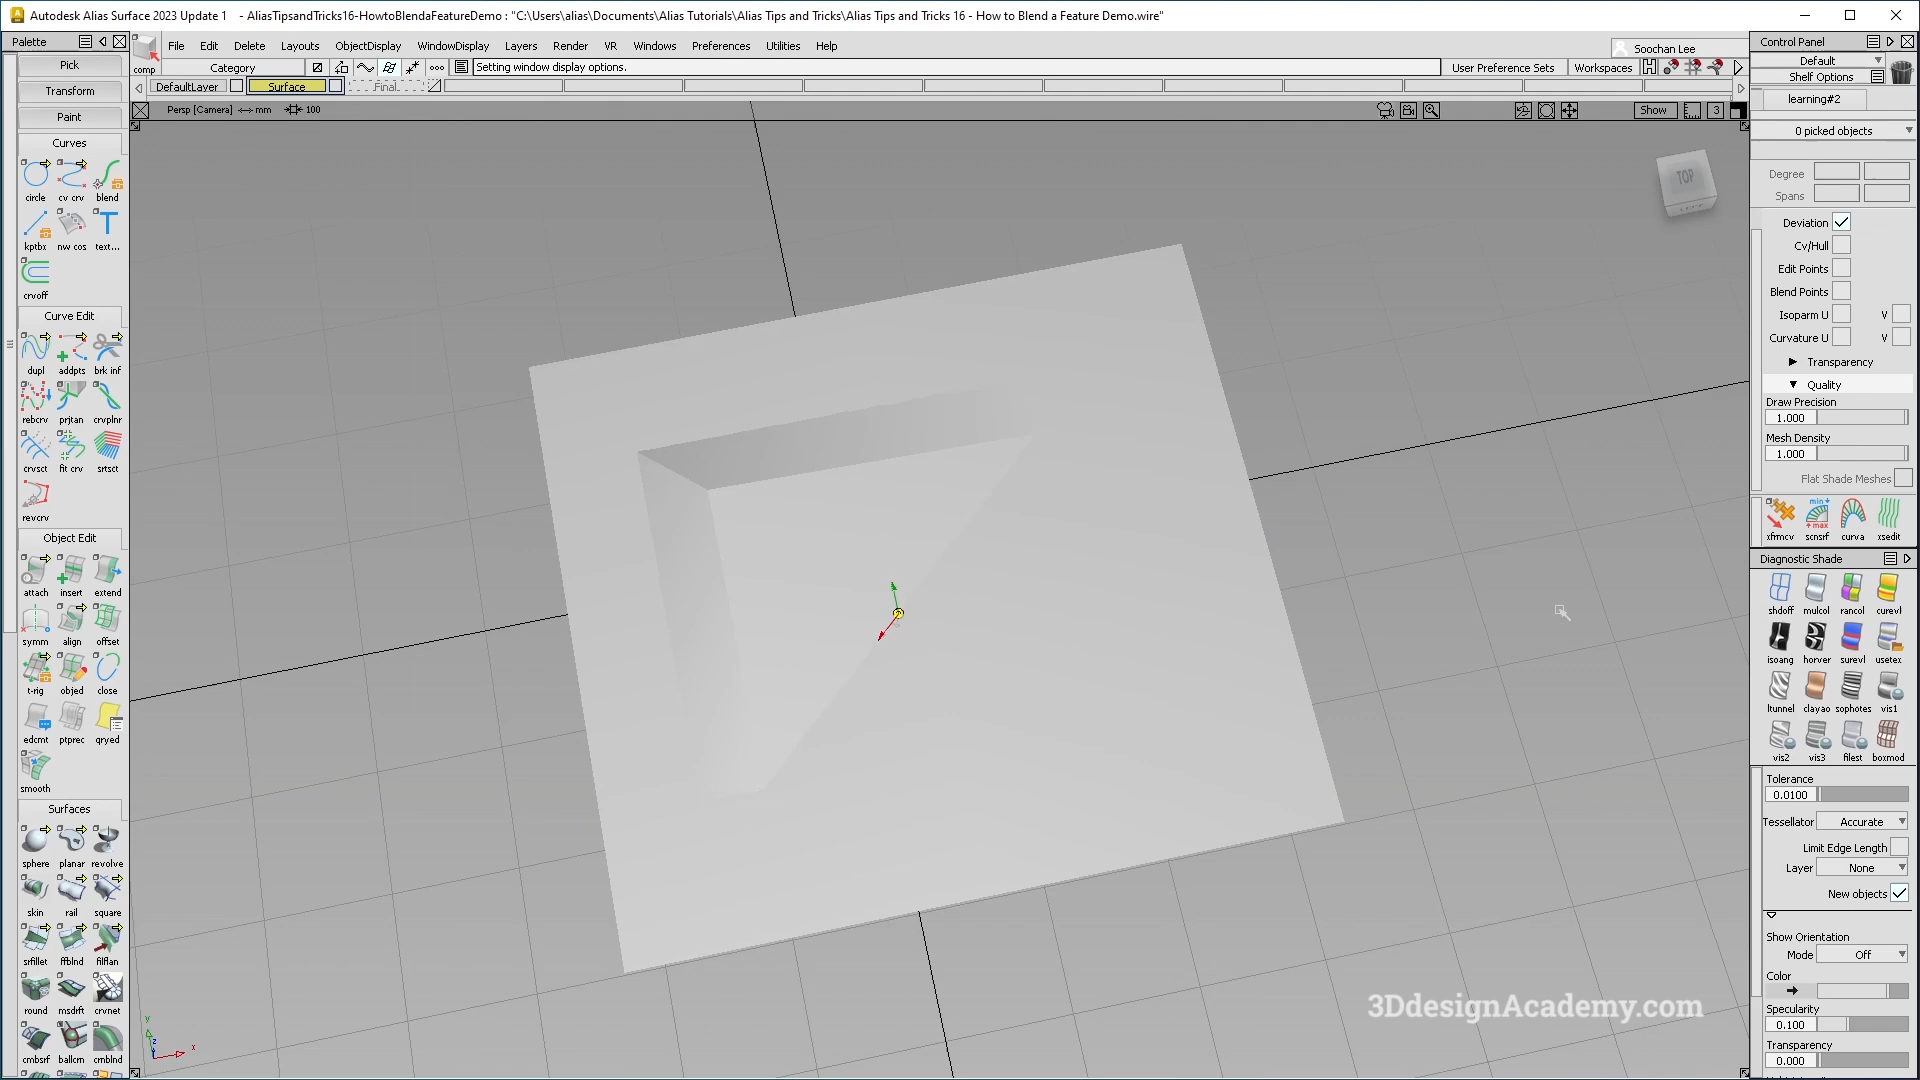 Autodesk Alias Surface 2023 Update 1 - AliasTipsandTricks16-HowtoBlendaFeatureDemo : "C:\Users\alias\Documents\Alias Tutorials\Alias Tips and Tricks\Alias Tips and Tricks 16 - How to Blend a Feature Demo.wire"
Palette
comp
File Edit Delete Layouts ObjectDisplay WindowDisplay Layers Render VR Windows Preferences Utilities Help
Soochan Lee
Category
Setting window display options.
User Preference Sets Workspaces
DefaultLayer Surface Final
Persp [Camera] mm 100
Show 3
TOP
Pick
Transform
Paint
Curves
circle cv crv blend
kptbx nw cos text...
crvoff
Curve Edit
dupl addpts brk inf
rebcrv prjtan crvplnr
crvsct fit crv srtsct
revcrv
Object Edit
attach insert extend
symm align offset
t-rig objed close
edcmt ptprec qryed
smooth
Surfaces
sphere planar revolve
skin rail square
srfillet ffblnd filflan
round msdrft crvnet
cmbsrf ballcrn cmblnd
y
z
x
3DdesignAcademy.com
Control Panel
Default
Shelf Options
learning#2
0 picked objects
Degree
Spans
Deviation
Cv/Hull
Edit Points
Blend Points
Isoparm U V
Curvature U V
Transparency
Quality
Draw Precision
1.000
Mesh Density
1.000
Flat Shade Meshes
min
max
xfrmcv scnsrf curva xsedit
Diagnostic Shade
shdoff mulcol rancol curevl
isoang horver surevl usetex
ltunnel clayao sophotes vis1
vis2 vis3 filest boxmod
Tolerance
0.0100
Tessellator Accurate
Limit Edge Length
Layer None
New objects
Show Orientation
Mode Off
Color
Specularity
0.100
Transparency
0.000